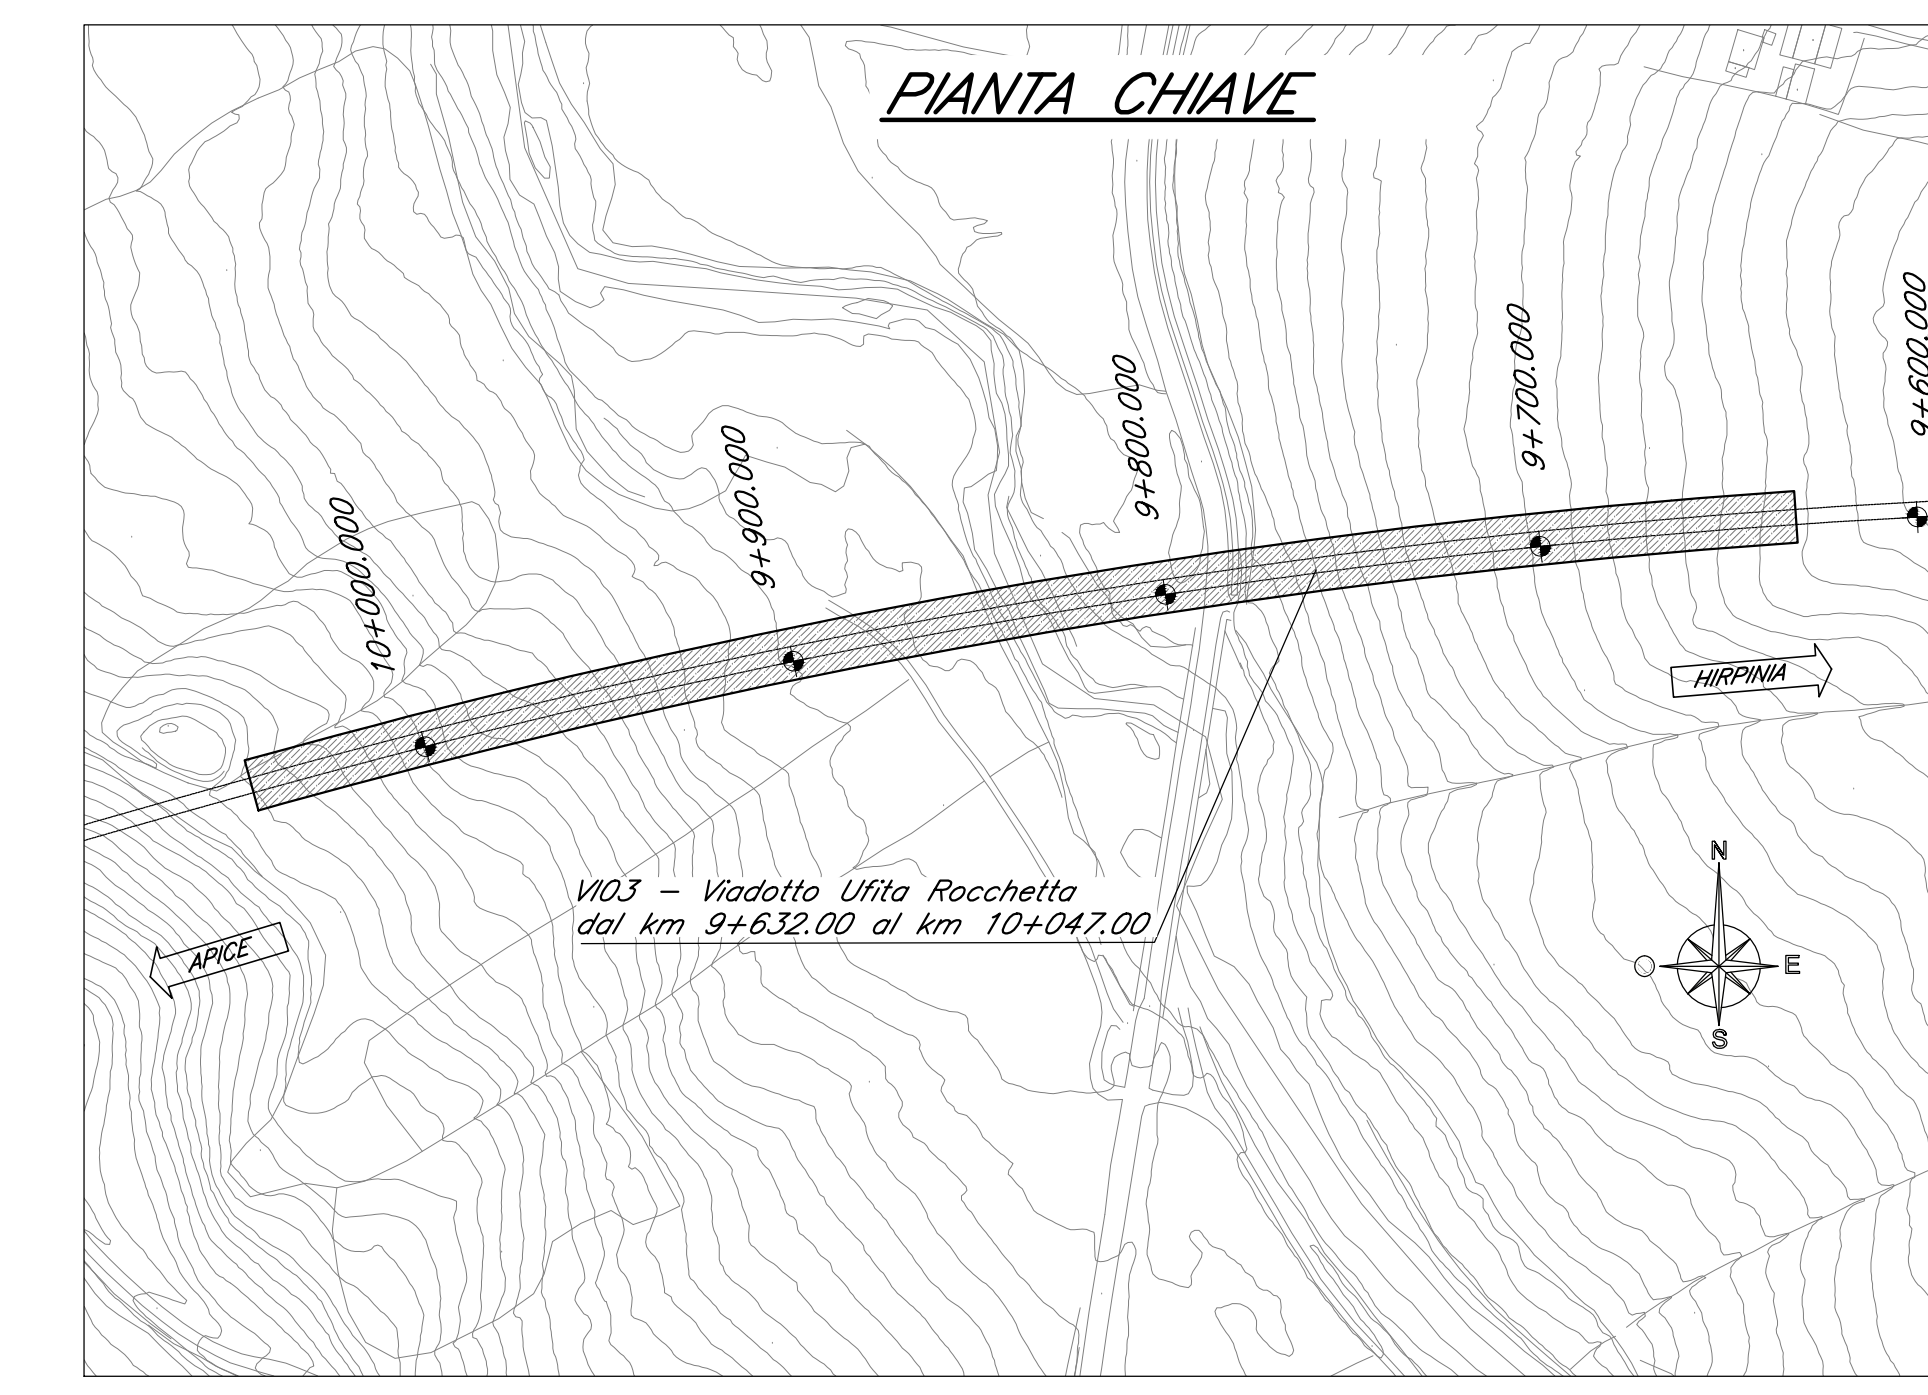 PIANTA CHIAVE
9+600.000
9+700.000
9+800.000
9+900.000
10+000.000
HIRPINIA
VI03 – Viadotto Ufita Rocchetta
dal km 9+632.00 al km 10+047.00
APICE
N
O
E
S